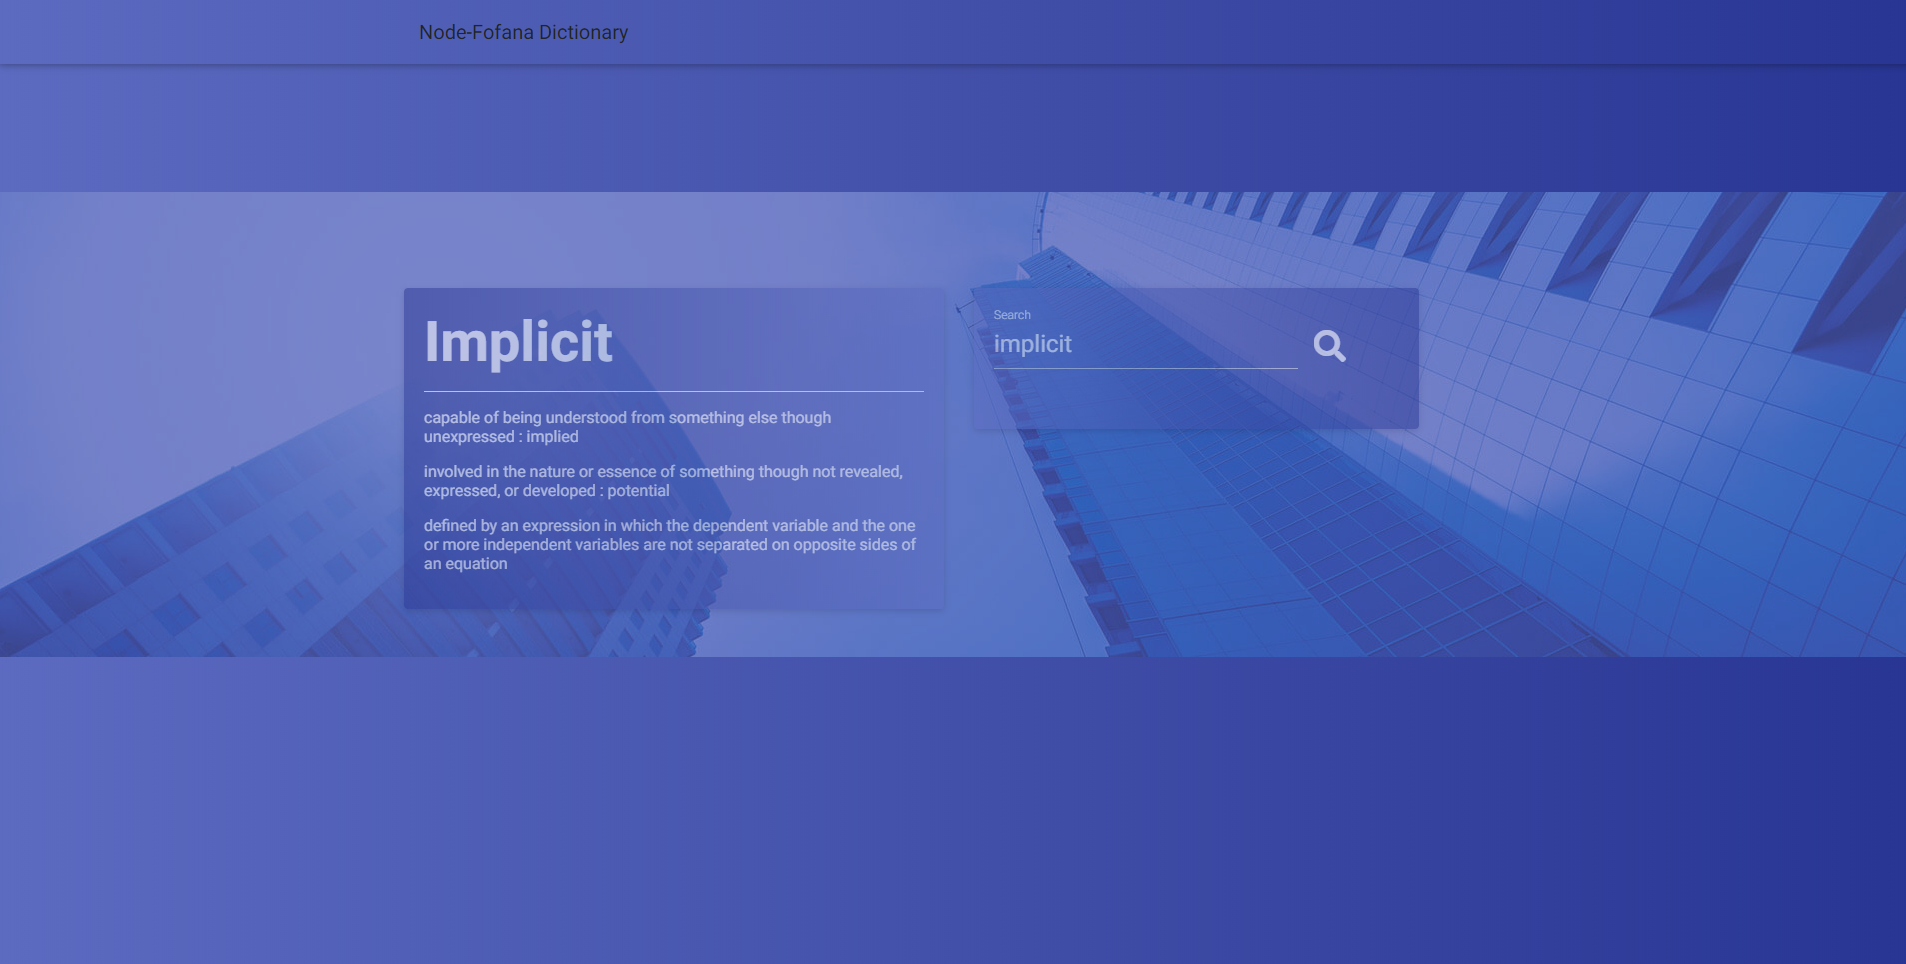 Node-Fofana Dictionary
Implicit
capable of being understood from something else though
unexpressed : implied
involved in the nature or essence of something though not revealed,
expressed, or developed : potential
defined by an expression in which the dependent variable and the one
or more independent variables are not separated on opposite sides of
an equation
Search
implicit